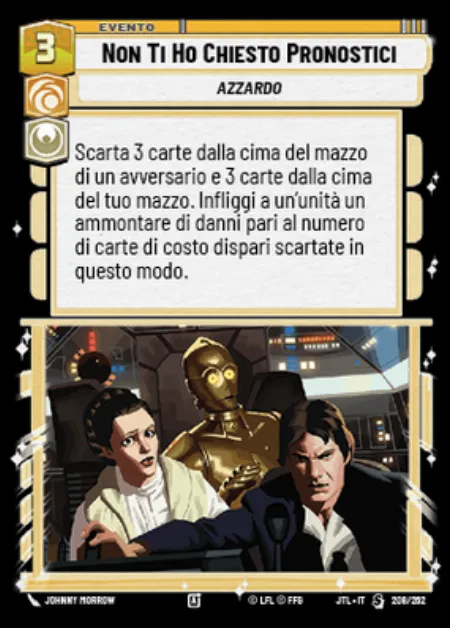 EVENTO
3
NON TI HO CHIESTO PRONOSTICI
AZZARDO
Scarta 3 carte dalla cima del mazzo
di un avversario e 3 carte dalla cima
del tuo mazzo. Infliggi a un'unità un
ammontare di danni pari al numero
di carte di costo dispari scartate in
questo modo.
JOHNNY MORROW
A
© LFL © FFG
JTL • IT
206/262